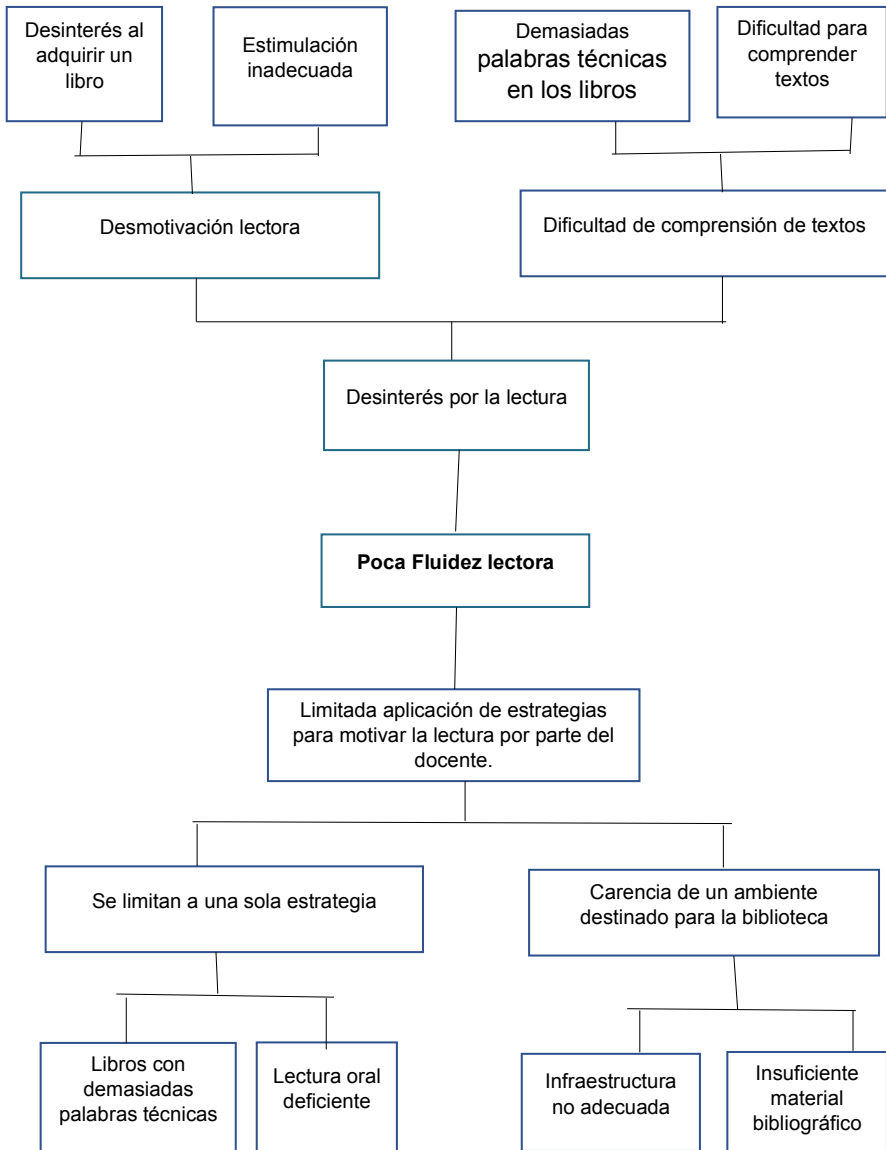 Desinterés al
adquirir un
libro
Estimulación
inadecuada
Demasiadas
palabras técnicas
en los libros
Dificultad para
comprender
textos
Desmotivación lectora
Dificultad de comprensión de textos
Desinterés por la lectura
Poca Fluidez lectora
Limitada aplicación de estrategias
para motivar la lectura por parte del
docente.
Se limitan a una sola estrategia
Carencia de un ambiente
destinado para la biblioteca
Libros con
demasiadas
palabras técnicas
Lectura oral
deficiente
Infraestructura
no adecuada
Insuficiente
material
bibliográfico